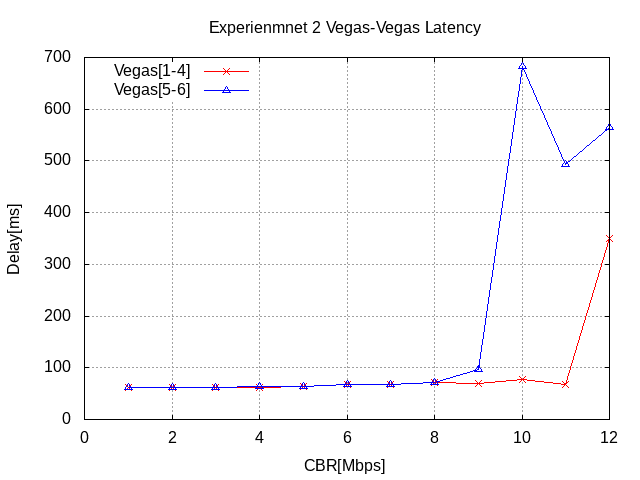 Experienmnet 2 Vegas-Vegas Latency
700
600
500
400
300
200
100
0
Vegas[1-4]
Vegas[5-6]
Delay[ms]
0 2 4 6 8 10 12
CBR[Mbps]